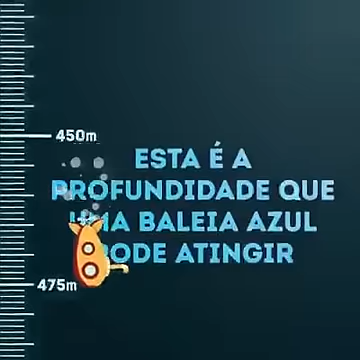 450m
ESTA É A
PROFUNDIDADE QUE
UMA BALEIA AZUL
PODE ATINGIR
475m